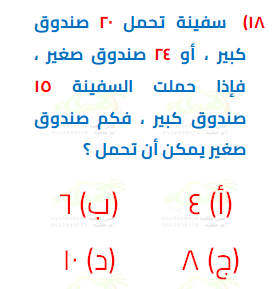 ١٨) سفينة تحمل ٢٠ صندوق
كبير ، أو ٢٤ صندوق صغير ،
فإذا حملت السفينة ١٥
صندوق كبير ، فكم صندوق
صغير يمكن أن تحمل ؟
(أ) ٤ (ب) ٦
(ج) ٨ (د) ١٠